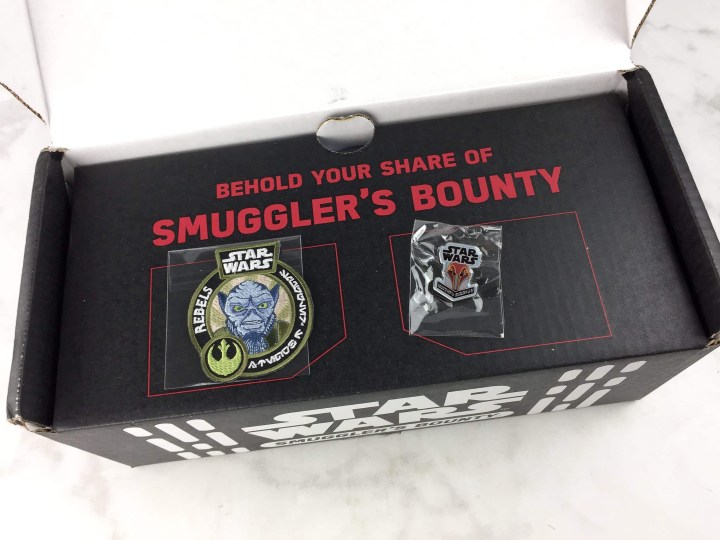 BEHOLD YOUR SHARE OF
SMUGGLER'S BOUNTY
STAR
WARS
REBELS
STAR
WARS
STAR
WARS
SMUGGLER'S BOUNTY